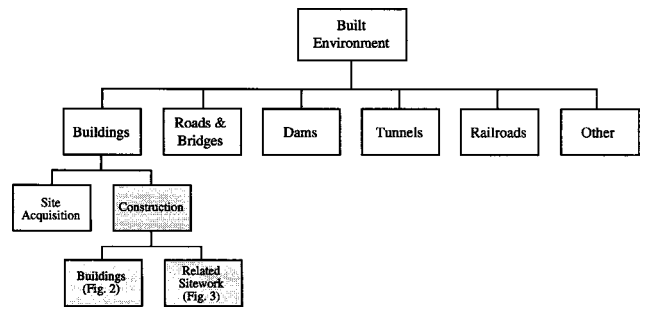 Built
Environment
Buildings
Roads &
Bridges
Dams
Tunnels
Railroads
Other
Site
Acquisition
Construction
Buildings
(Fig. 2)
Related
Sitework
(Fig. 3)